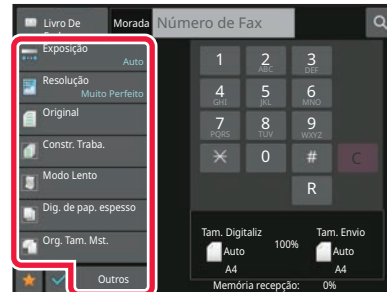 Livro De
Morada
Número de Fax
Exposição
Auto
Resolução
Muito Perfeito
Original
Constr. Traba.
Modo Lento
Dig. de pap. espesso
Org. Tam. Mst.
Outros
1
2
ABC
3
DEF
4
GHI
5
JKL
6
MNO
7
PQRS
8
TUV
9
WXYZ
0
#
C
R
Tam. Digitaliz
Tam. Envio
Auto
100%
Auto
A4
A4
Memória recepção: 0%